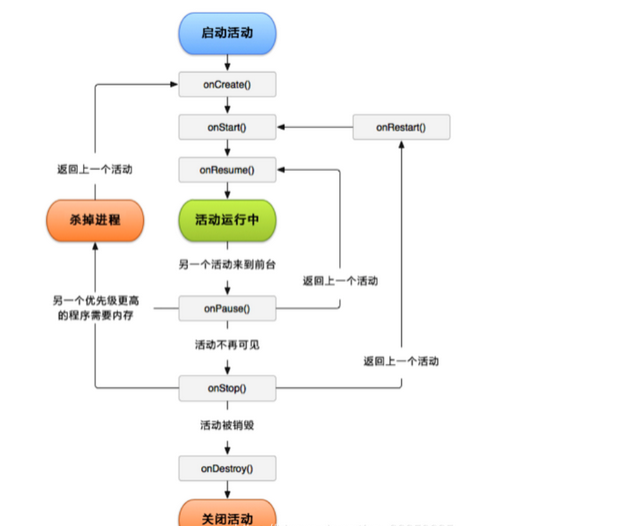 启动活动
onCreate()
onStart()
onRestart()
返回上一个活动
onResume()
杀掉进程
活动运行中
另一个活动来到前台
返回上一个活动
另一个优先级更高
的程序需要内存
onPause()
活动不再可见
返回上一个活动
onStop()
活动被销毁
onDestroy()
关闭活动